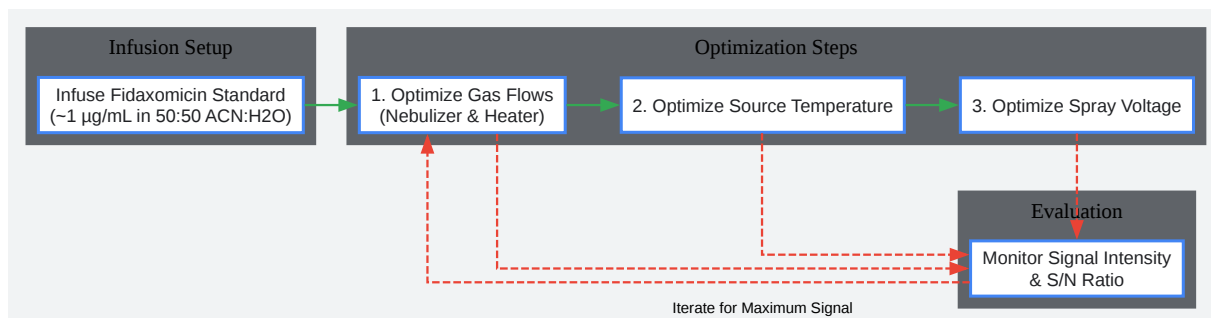 Infusion Setup
Infuse Fidaxomicin Standard
(~1 µg/mL in 50:50 ACN:H2O)
Optimization Steps
1. Optimize Gas Flows
(Nebulizer & Heater)
2. Optimize Source Temperature
3. Optimize Spray Voltage
Evaluation
Monitor Signal Intensity
& S/N Ratio
Iterate for Maximum Signal